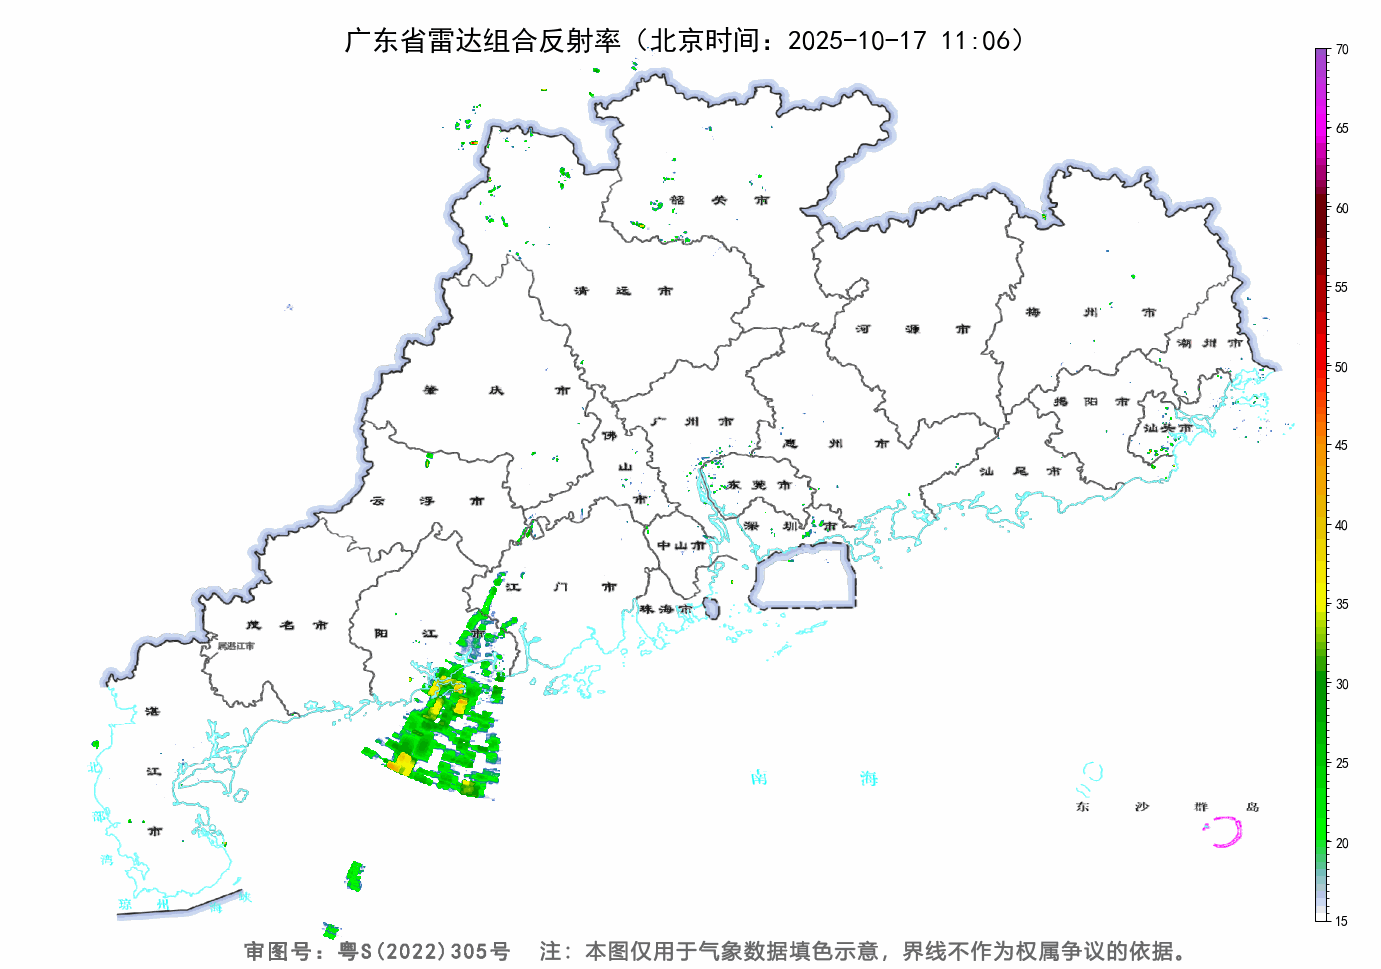 广东省雷达组合反射率（北京时间：2025-10-17 11:06）
70
65
60
55
50
45
40
35
30
25
20
15
韶 关 市
清 远 市
河 源 市
梅 州 市
潮 州 市
肇 庆 市
广 州 市
揭 阳 市
汕头市
佛 山 市
惠 州 市
汕 尾 市
云 浮 市
东 莞 市
深 圳 市
中山市
江 门 市
珠海市
茂 名 市
阳 江 市
属湛江市
湛 江 市
南 海
东 沙 群 岛
北 部 湾
琼 州 海 峡
审图号：粤S(2022)305号 注：本图仅用于气象数据填色示意，界线不作为权属争议的依据。